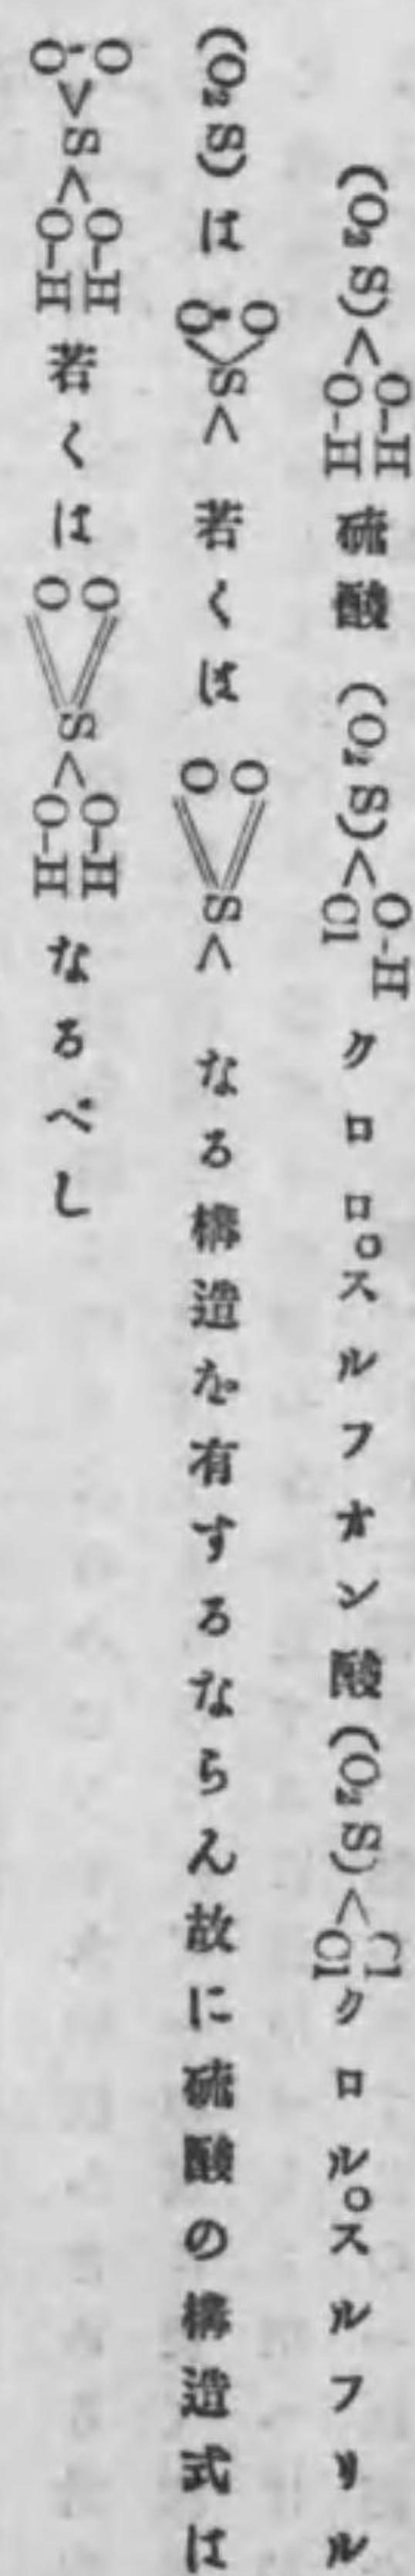 (O₂S)<O-H O-H 硫酸 (O₂S)<O-H Cl クロロ。スルフオン酸 (O₂S)<Cl Cl クロル。スルフリル
(O₂S) は O-O>S< 若くは O=S=O< なる構造を有するならん故に硫酸の構造式は
O-O>S<O-H O-H 若くは O=S=O<O-H O-H なるべし